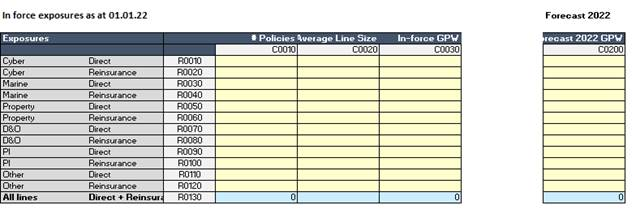 In force exposures as at 01.01.22 Forecast 2022
Exposures # Policies Average Line Size In-force GPW recast 2022 GPW
C0010 C0020 C0030 C0200
Cyber Direct R0010
Cyber Reinsurance R0020
Marine Direct R0030
Marine Reinsurance R0040
Property Direct R0050
Property Reinsurance R0060
D&O Direct R0070
D&O Reinsurance R0080
PI Direct R0090
PI Reinsurance R0100
Other Direct R0110
Other Reinsurance R0120
All lines Direct + Reinsura R0130 0 0 0